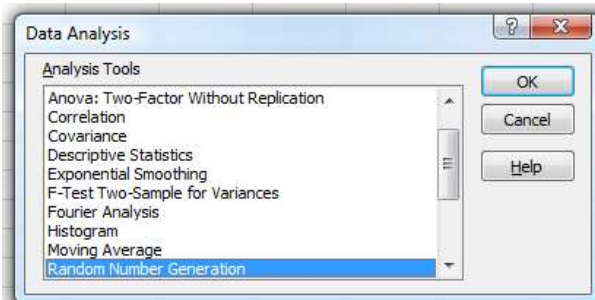 Data Analysis
Analysis Tools
Anova: Two-Factor Without Replication
Correlation
Covariance
Descriptive Statistics
Exponential Smoothing
F-Test Two-Sample for Variances
Fourier Analysis
Histogram
Moving Average
Random Number Generation
OK
Cancel
Help